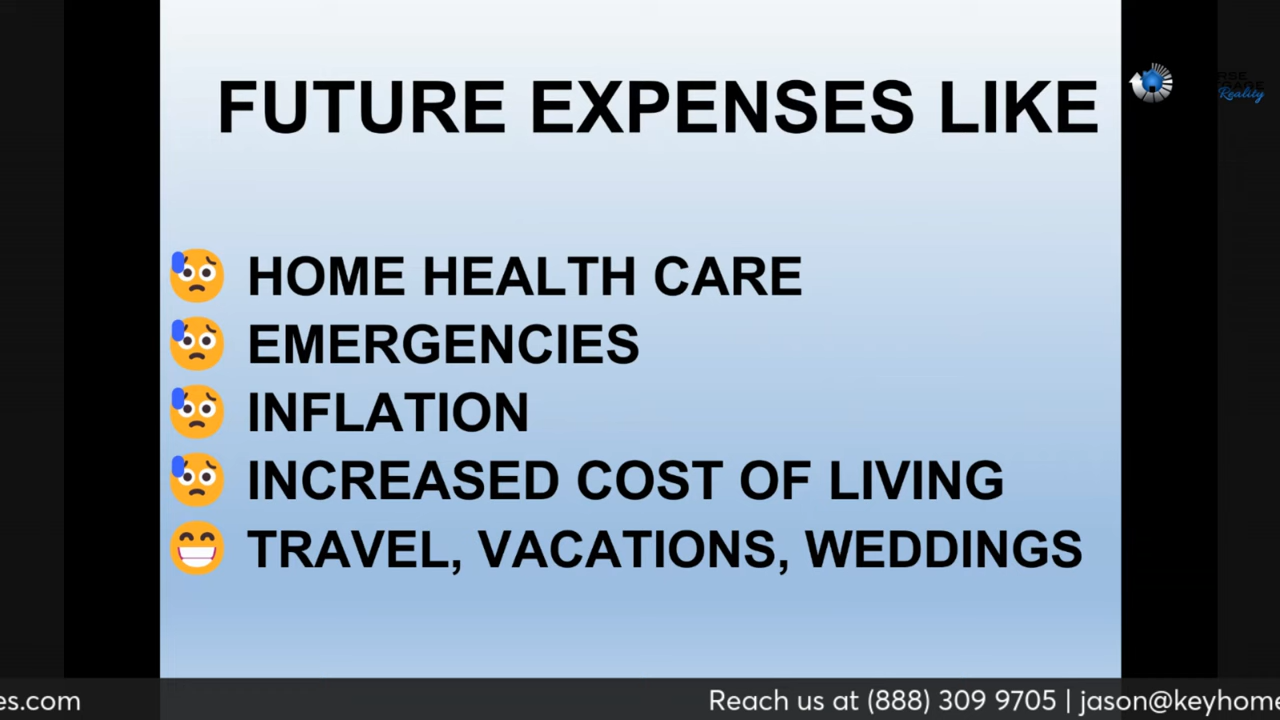 FUTURE EXPENSES LIKE
Reality
HOME HEALTH CARE
EMERGENCIES
INFLATION
INCREASED COST OF LIVING
TRAVEL, VACATIONS, WEDDINGS
es.com
Reach us at (888) 309 9705 | jason@keyhome